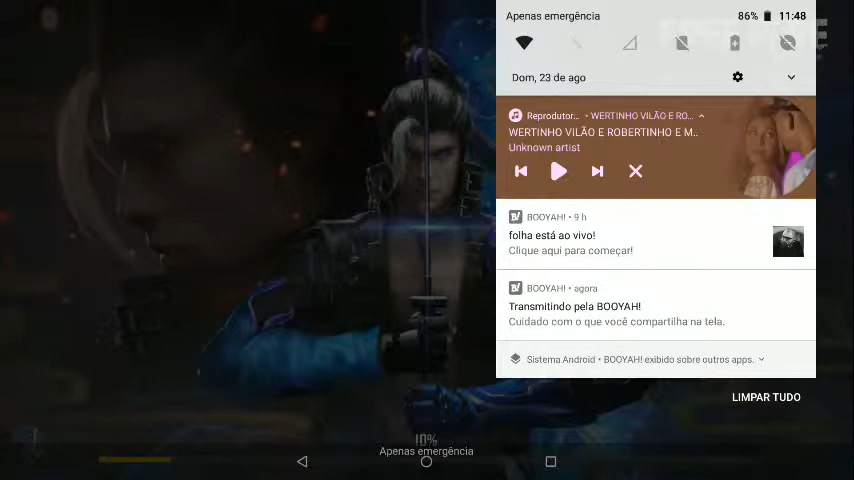 Apenas emergência 86% 11:48
Dom, 23 de ago
Reprodutor... • WERTINHO VILÃO E RO...
WERTINHO VILÃO E ROBERTINHO E M..
Unknown artist
BOOYAH! • 9 h
folha está ao vivo!
Clique aqui para começar!
BOOYAH! • agora
Transmitindo pela BOOYAH!
Cuidado com o que você compartilha na tela.
Sistema Android • BOOYAH! exibido sobre outros apps.
LIMPAR TUDO
10%
Apenas emergência